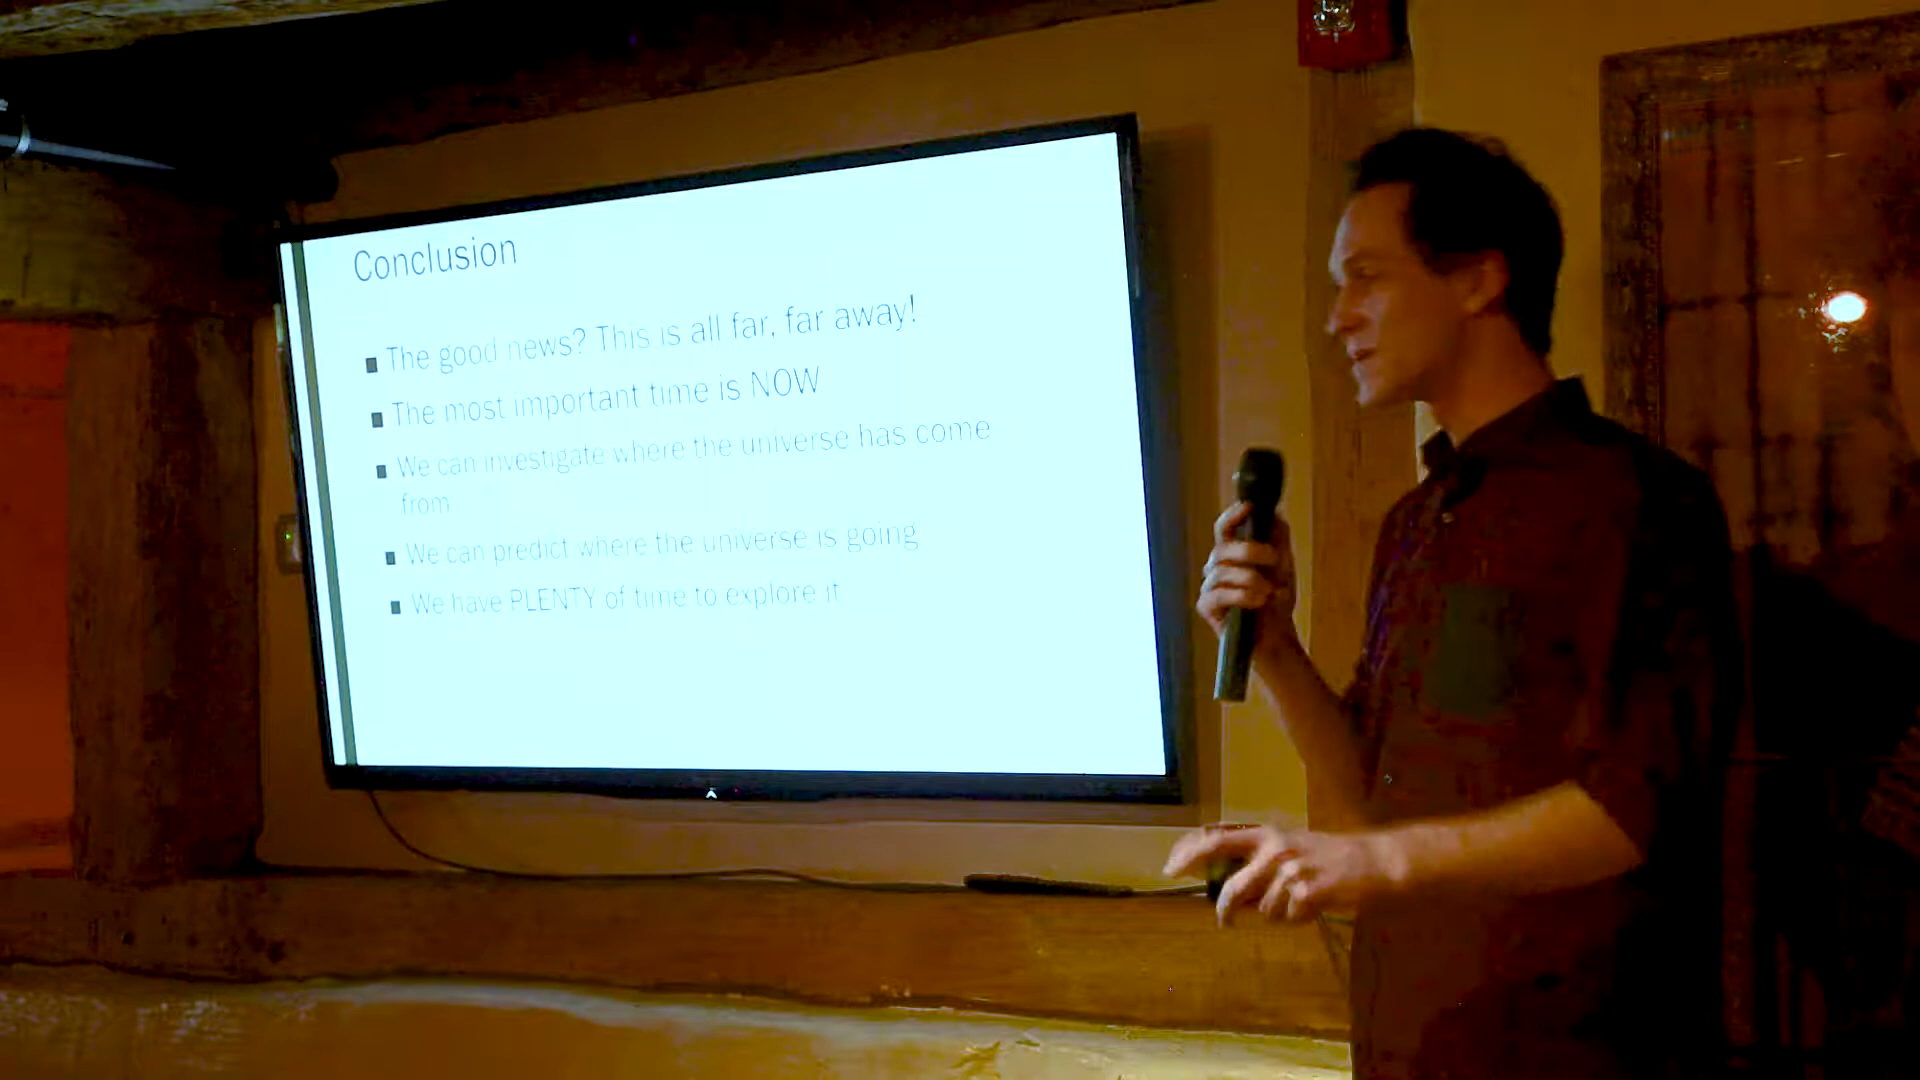 Conclusion
The good news? This is all far, far away!
The most important time is NOW
We can investigate where the universe has come
from
We can predict where the universe is going
We have PLENTY of time to explore it